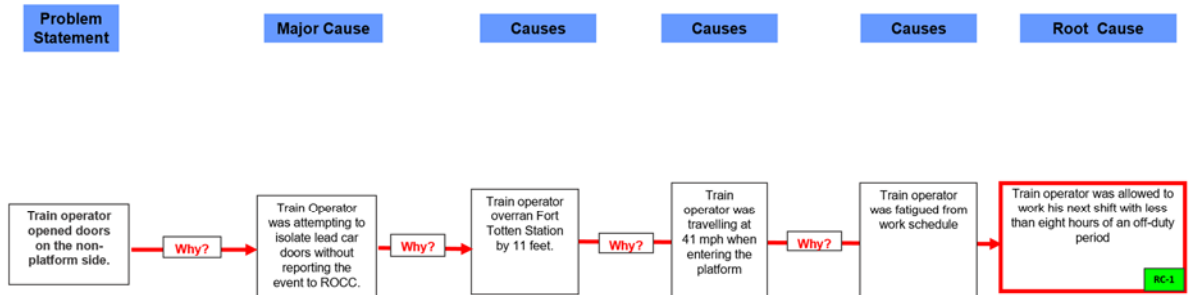 Problem
Statement
Major Cause
Causes
Causes
Causes
Root Cause
Train operator
opened doors
on the non-
platform side.
Why?
Train Operator
was attempting to
isolate lead car
doors without
reporting the
event to ROCC.
Why?
Train operator
overran Fort
Totten Station
by 11 feet.
Why?
Train
operator was
travelling at
41 mph when
entering the
platform
Why?
Train operator
was fatigued from
work schedule
Train operator was allowed to
work his next shift with less
than eight hours of an off-duty
period
RC-1